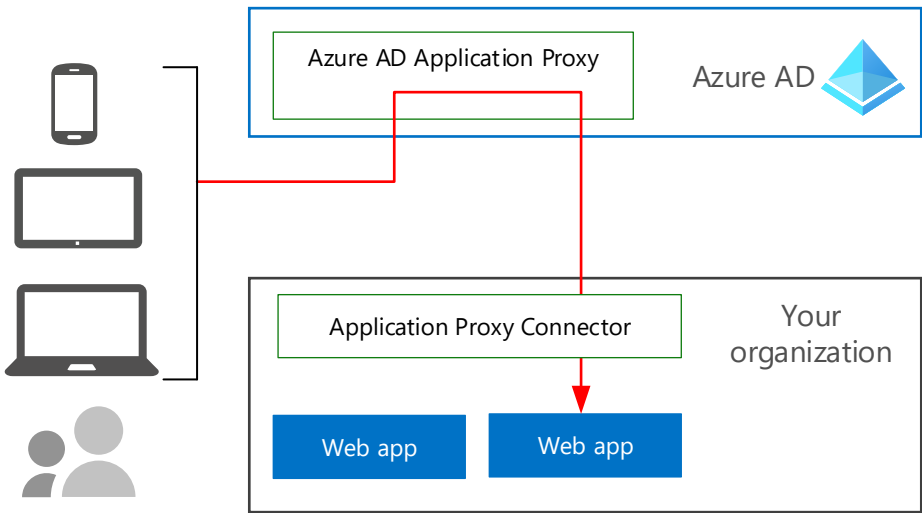 Azure AD Application Proxy
Azure AD
Application Proxy Connector
Your
organization
Web app
Web app